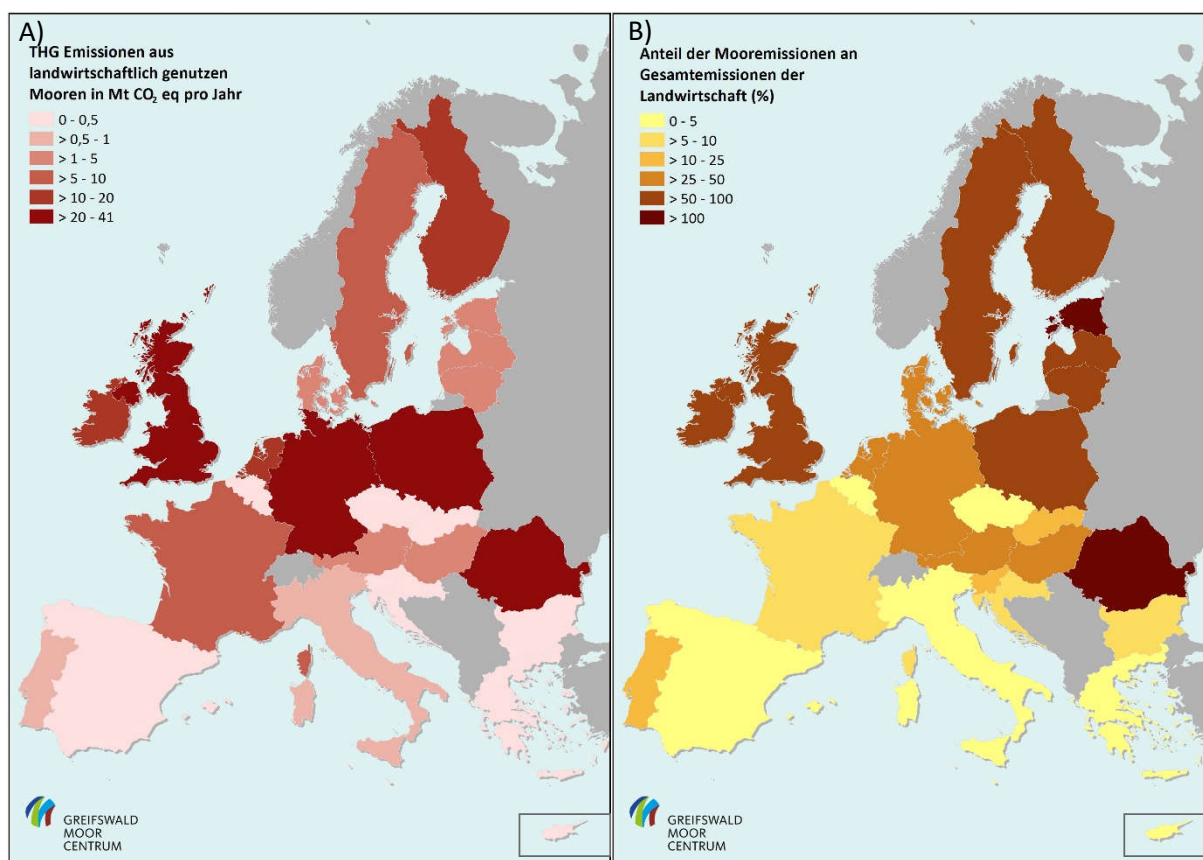 A)
THG Emissionen aus
landwirtschaftlich genutzen
Mooren in Mt CO₂ eq pro Jahr
0 - 0,5
> 0,5 - 1
> 1 - 5
> 5 - 10
> 10 - 20
> 20 - 41
GREIFSWALD
MOOR
CENTRUM
B)
Anteil der Mooremissionen an
Gesamtemissionen der
Landwirtschaft (%)
0 - 5
> 5 - 10
> 10 - 25
> 25 - 50
> 50 - 100
> 100
GREIFSWALD
MOOR
CENTRUM